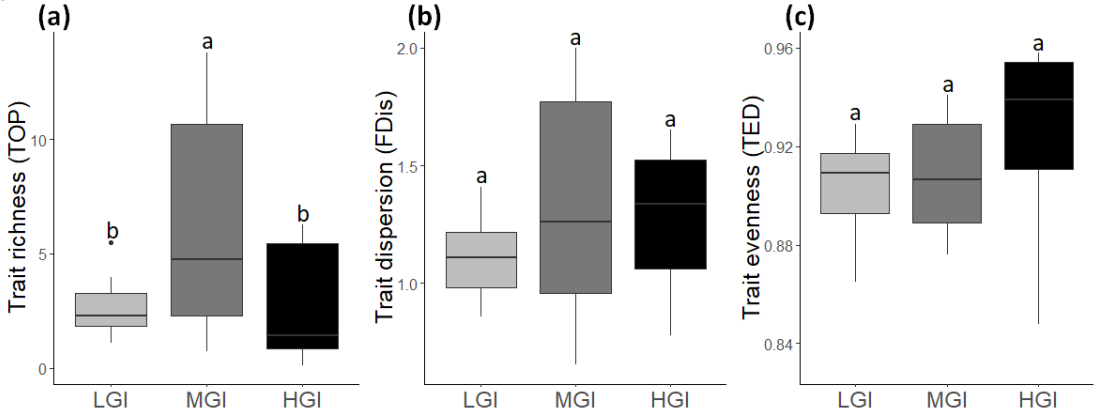 (a)
Trait richness (TOP)
10
5
0
b
a
b
LGI MGI HGI
(b)
Trait dispersion (FDis)
2.0
1.5
1.0
a
a
a
LGI MGI HGI
(c)
Trait evenness (TED)
0.96
0.92
0.88
0.84
a
a
a
LGI MGI HGI